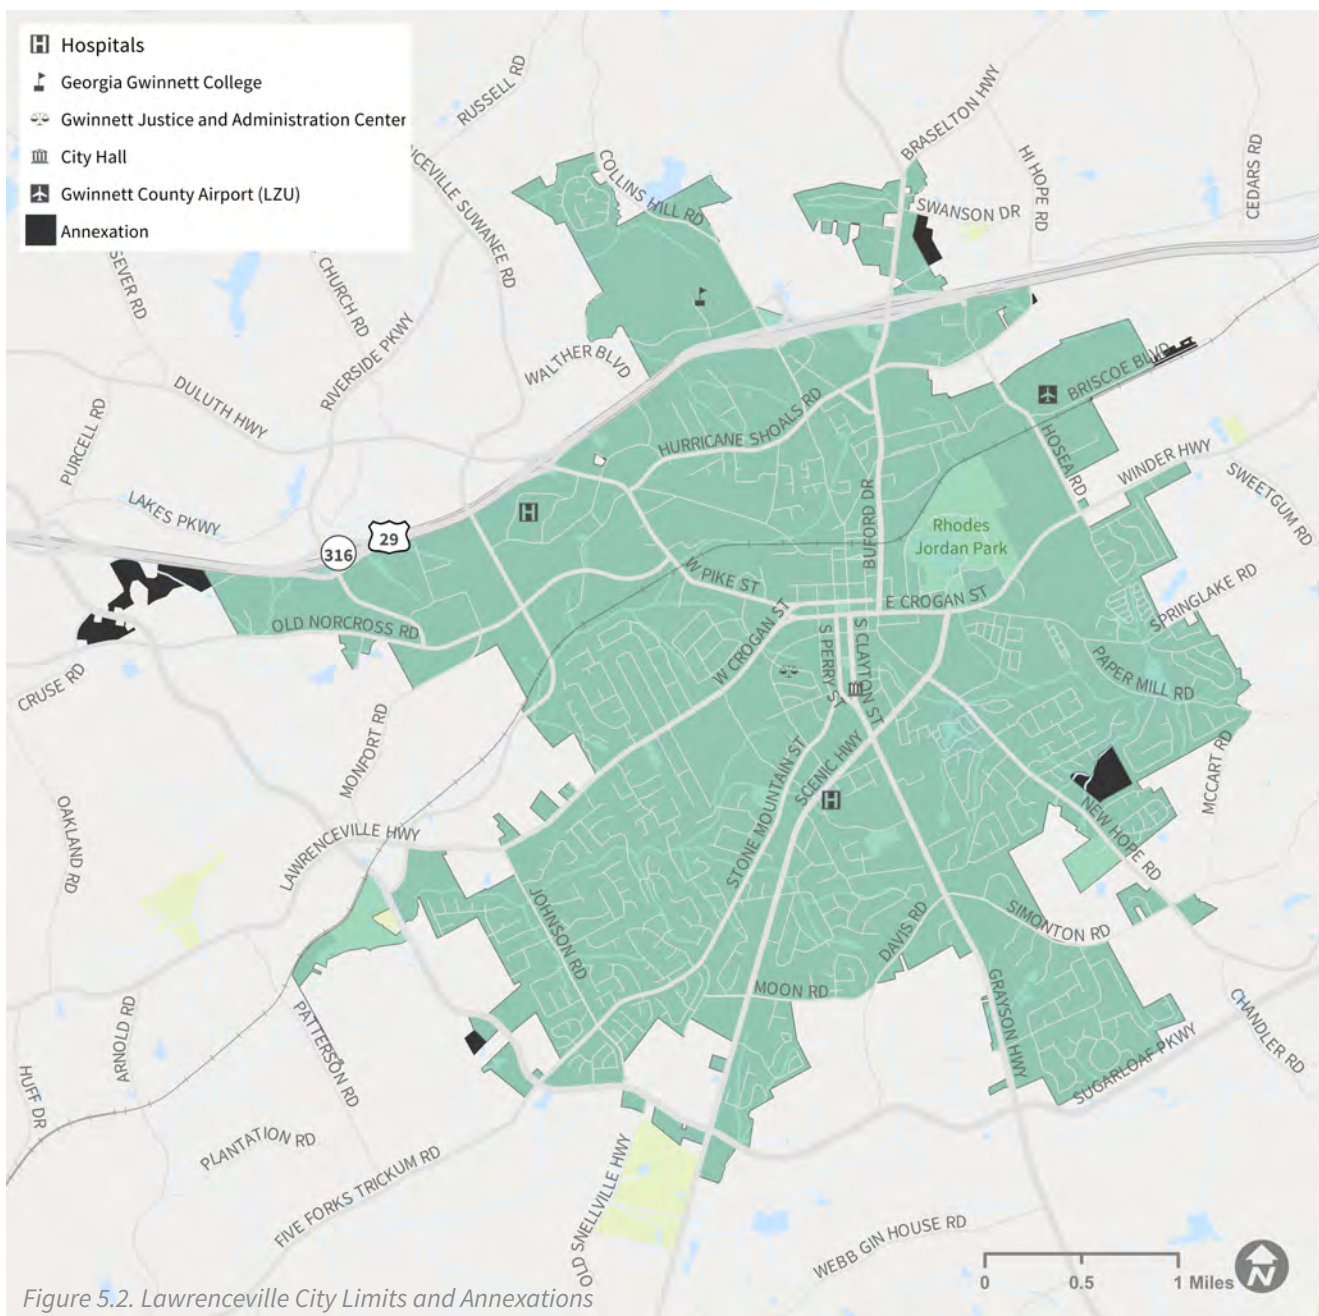 Hospitals
Georgia Gwinnett College
Gwinnett Justice and Administration Center
City Hall
Gwinnett County Airport (LZU)
Annexation
RUSSELL RD
BRASELTON HWY
HI HOPE RD
CEDARS RD
COLLINS HILL RD
NCEVILLE SUWANEE RD
SWANSON DR
SEVER RD
CHURCH RD
RIVERSIDE PKWY
WALTHER BLVD
DULUTH HWY
BRISCOE BLVD
PURCELL RD
HURRICANE SHOALS RD
HOSEA RD
WINDER HWY
SWEETGUM RD
LAKES PKWY
H
BUFORD DR
Rhodes
Jordan Park
29
316
W PIKE ST
E CROGAN ST
SPRINGLAKE RD
OLD NORCROSS RD
W CROGAN ST
S PERRY ST
S CLAYTON ST
PAPER MILL RD
CRUSE RD
MONFORT RD
STONE MOUNTAIN ST
SCENIC HWY
MCCART RD
H
NEW HOPE RD
OAKLAND RD
LAWRENCEVILLE HWY
JOHNSON RD
DAVIS RD
SIMONTON RD
MOON RD
GRAYSON HWY
CHANDLER RD
ARNOLD RD
PATTERSON RD
SUGARLOAF PKWY
HUFF DR
PLANTATION RD
FIVE FORKS TRICKUM RD
OLD SNELLVILLE HWY
WEBB GIN HOUSE RD
0 0.5 1 Miles
N
Figure 5.2. Lawrenceville City Limits and Annexations